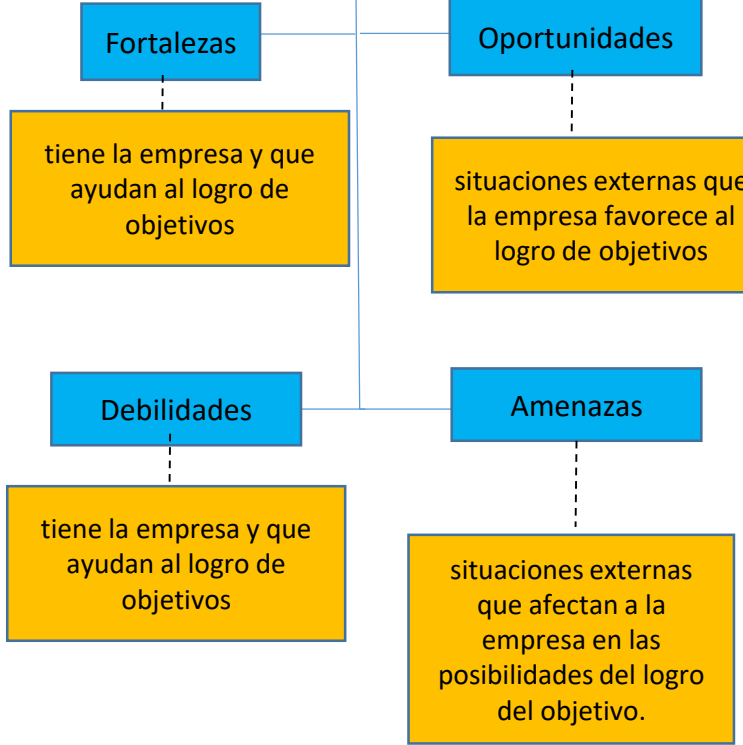 Fortalezas
Oportunidades
tiene la empresa y que
ayudan al logro de
objetivos
situaciones externas que
la empresa favorece al
logro de objetivos
Debilidades
Amenazas
tiene la empresa y que
ayudan al logro de
objetivos
situaciones externas
que afectan a la
empresa en las
posibilidades del logro
del objetivo.